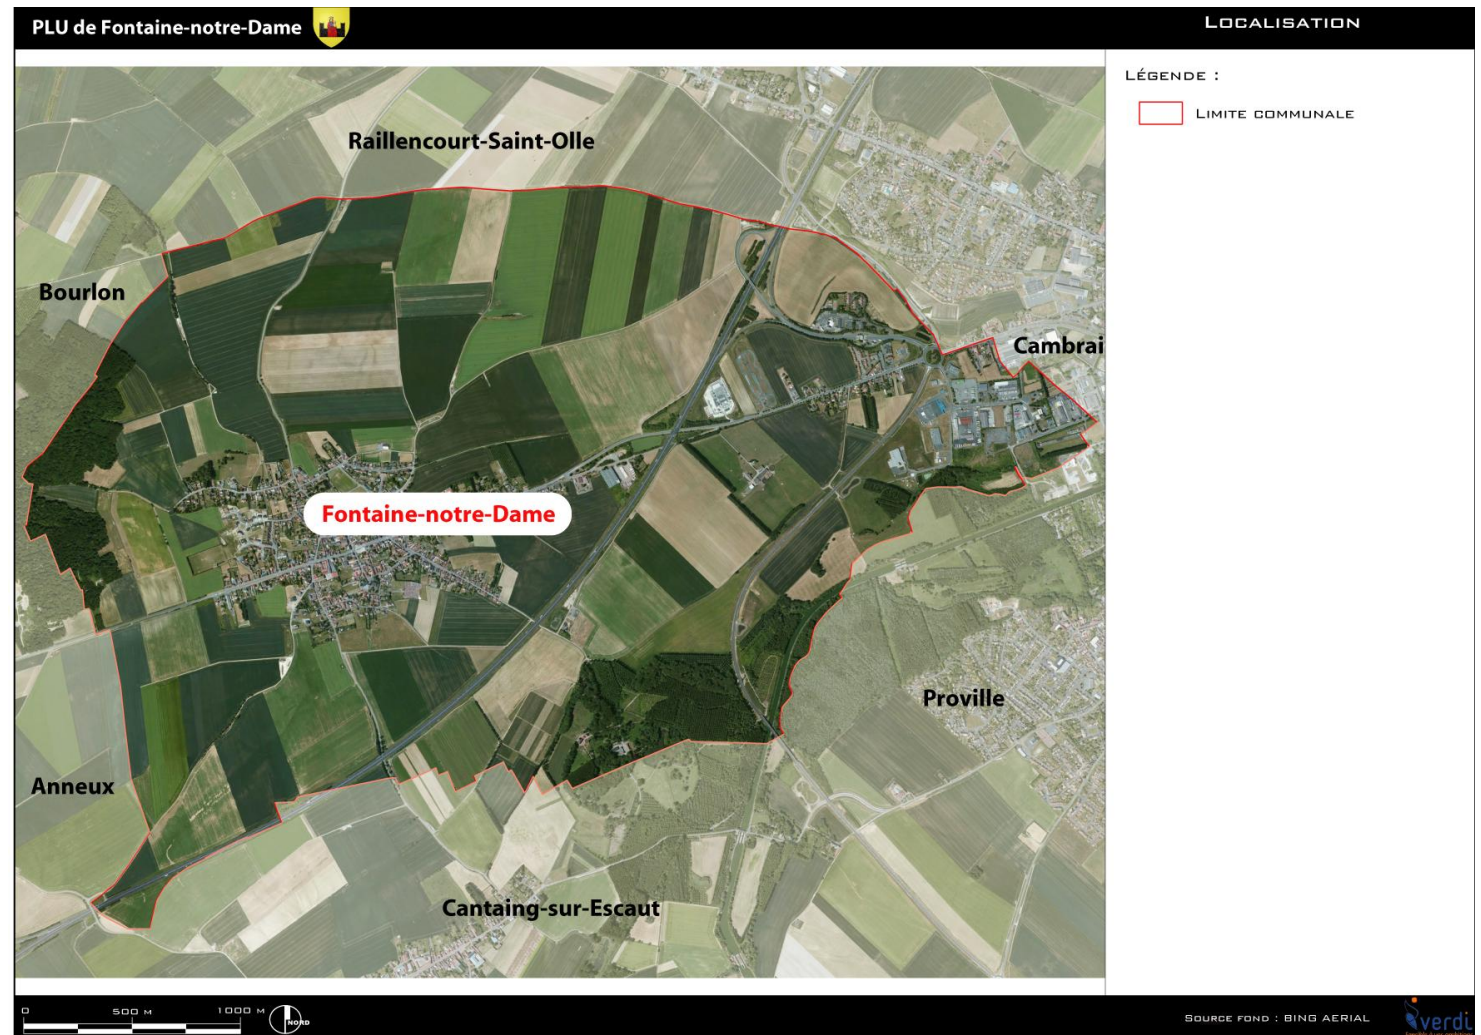 PLU de Fontaine-notre-Dame
LOCALISATION
LÉGENDE :
LIMITE COMMUNALE
Raillencourt-Saint-Olle
Bourlon
Cambrai
Fontaine-notre-Dame
Proville
Anneux
Cantaing-sur-Escaut
0 500 M 1000 M
NORD
SOURCE FOND : BING AERIAL
verdi